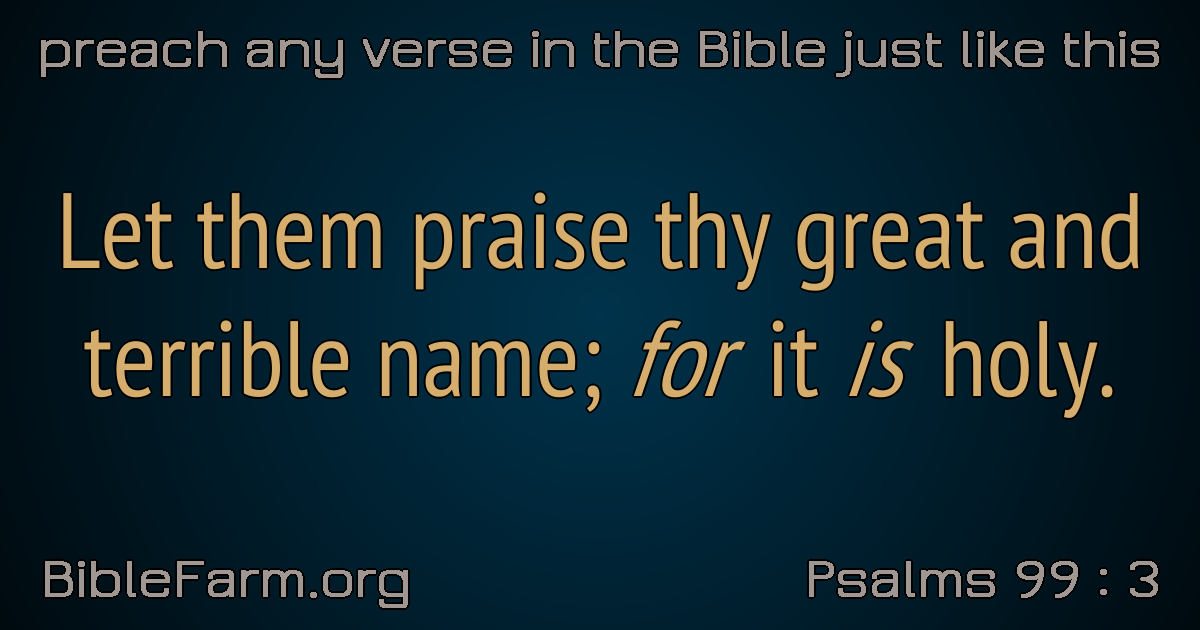 preach any verse in the Bible just like this
Let them praise thy great and
terrible name; for it is holy.
BibleFarm.org
Psalms 99 : 3